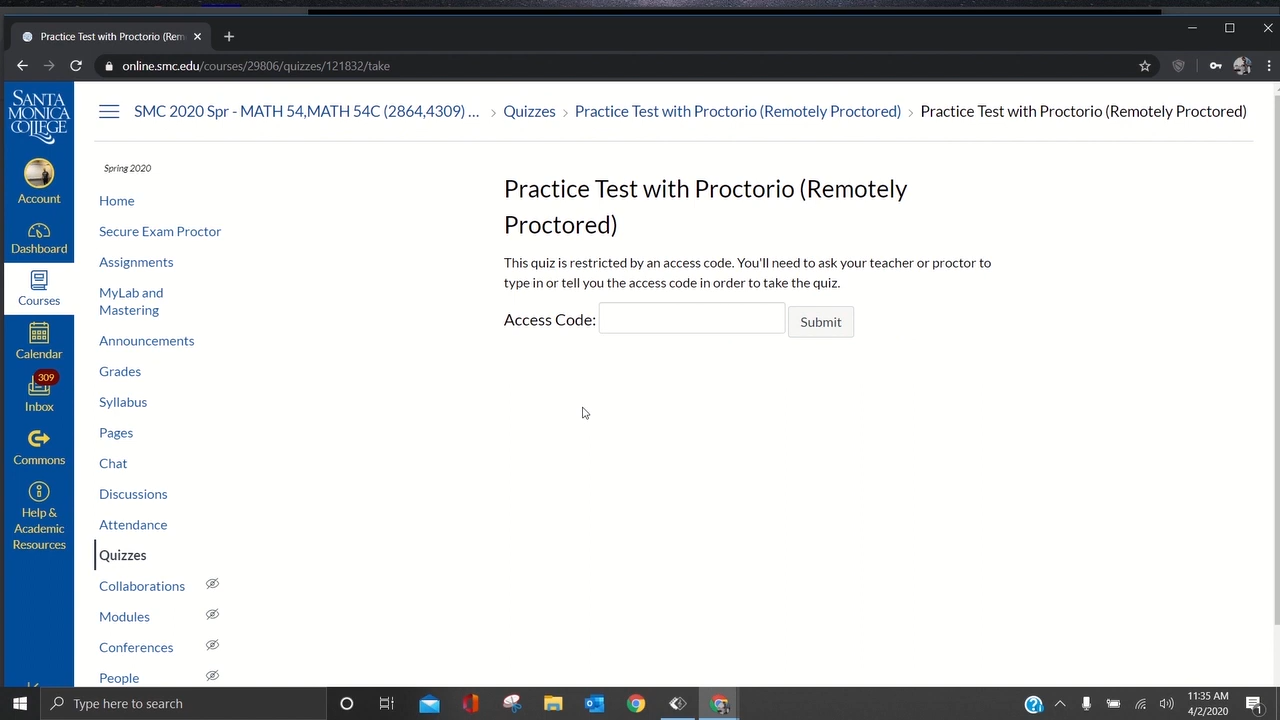 Practice Test with Proctorio (Rem
online.smc.edu/courses/29806/quizzes/121832/take
SANTA
MONICA
COLLEGE
SMC 2020 Spr - MATH 54,MATH 54C (2864,4309) ... > Quizzes > Practice Test with Proctorio (Remotely Proctored) > Practice Test with Proctorio (Remotely Proctored)
Account
Dashboard
Courses
Calendar
309
Inbox
Commons
Help &
Academic
Resources
Spring 2020
Home
Secure Exam Proctor
Assignments
MyLab and
Mastering
Announcements
Grades
Syllabus
Pages
Chat
Discussions
Attendance
Quizzes
Collaborations
Modules
Conferences
People
Practice Test with Proctorio (Remotely
Proctored)
This quiz is restricted by an access code. You'll need to ask your teacher or proctor to
type in or tell you the access code in order to take the quiz.
Access Code:
Submit
Type here to search
11:35 AM
4/2/2020
1